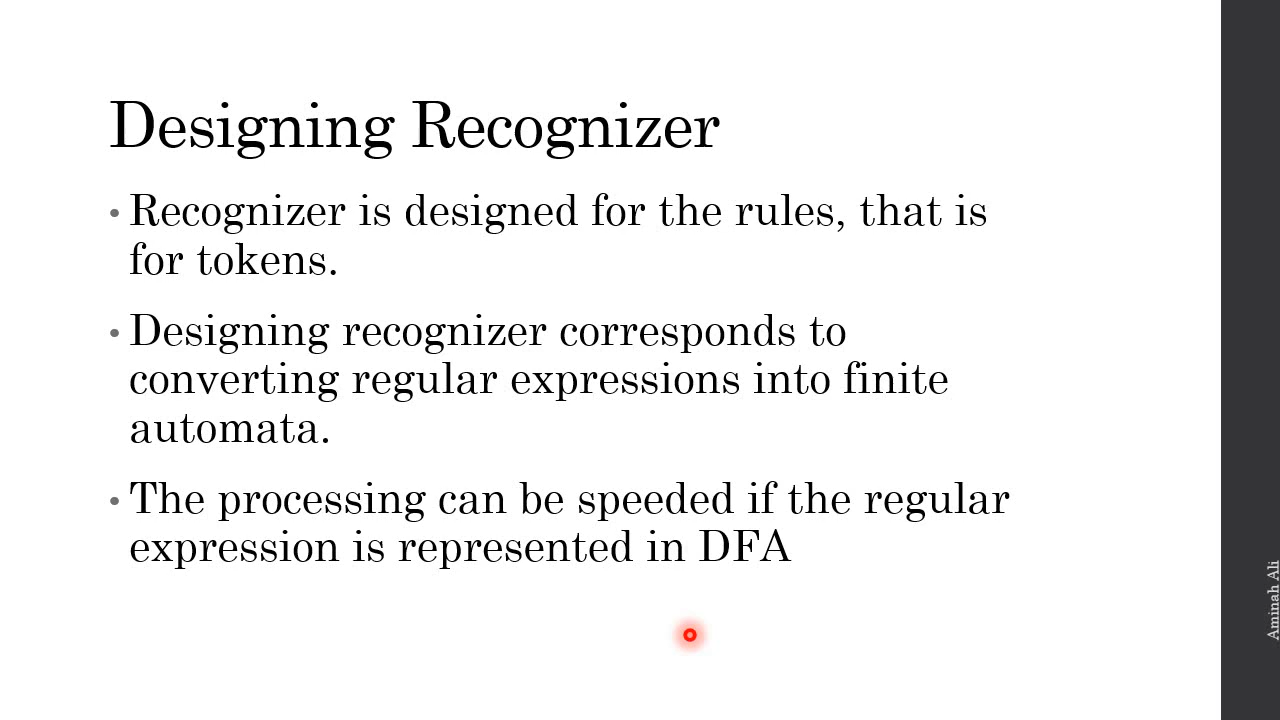 Designing Recognizer
• Recognizer is designed for the rules, that is
for tokens.
• Designing recognizer corresponds to
converting regular expressions into finite
automata.
• The processing can be speeded if the regular
expression is represented in DFA
Aminah Ali